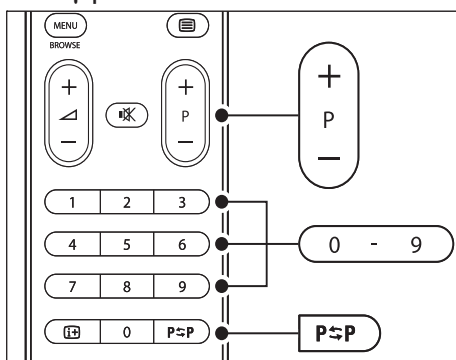 MENU
BROWSE
+ + +
P P
— — —
1 2 3
4 5 6
0 - 9
7 8 9
i+ 0 P⇆P P⇆P